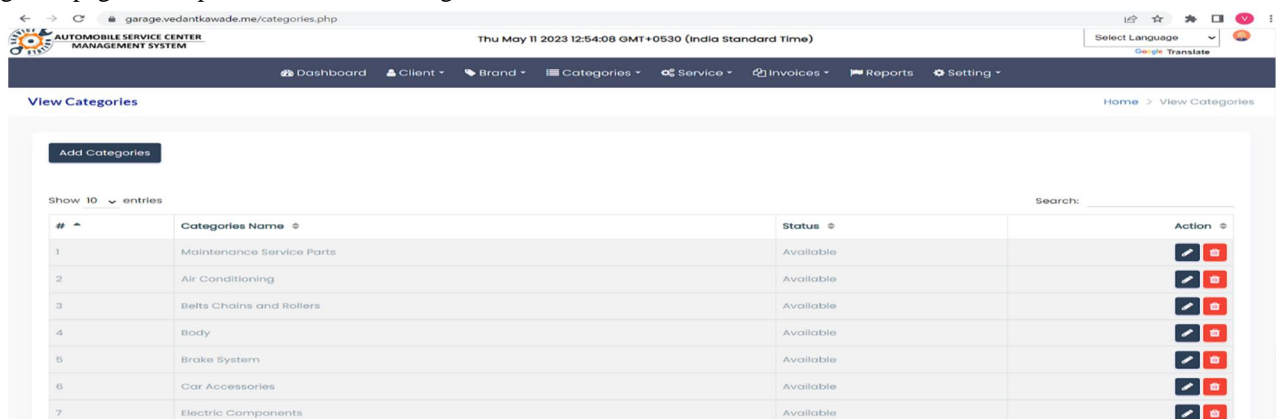 garage.vedantkawade.me/categories.php
AUTOMOBILE SERVICE CENTER
MANAGEMENT SYSTEM
Thu May 11 2023 12:54:08 GMT+0530 (India Standard Time)
Select Language
Google Translate
V
Dashboard Client Brand Categories Service Invoices Reports Setting
View Categories Home > View Categories
Add Categories
Show 10 entries Search:
# Categories Name Status Action
1 Maintenance Service Parts Available
2 Air Conditioning Available
3 Belts Chains and Rollers Available
4 Body Available
5 Brake System Available
6 Car Accessories Available
7 Electric Components Available